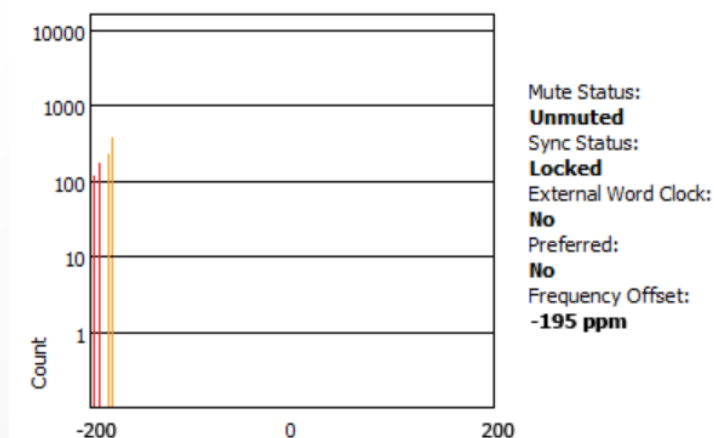 10000
1000
100
10
1
Count
-200 0 200
Mute Status:
Unmuted
Sync Status:
Locked
External Word Clock:
No
Preferred:
No
Frequency Offset:
-195 ppm